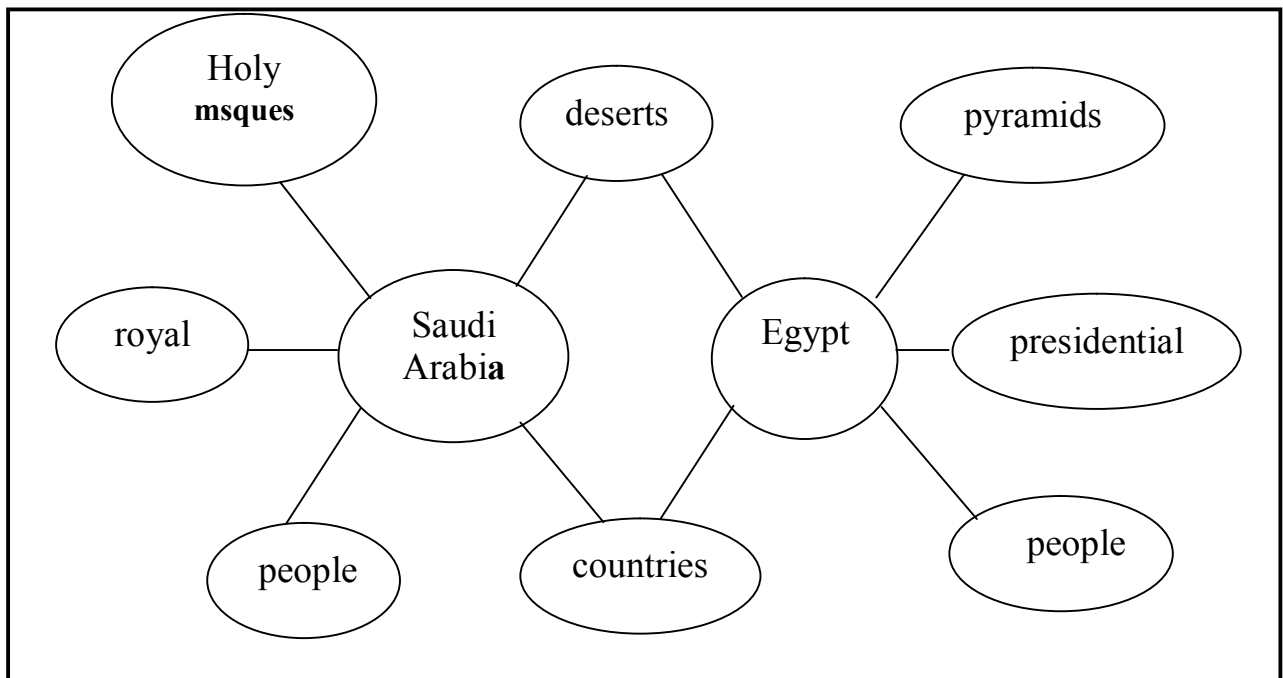 Holy
msques
deserts
pyramids
royal
Saudi
Arabia
Egypt
presidential
people
countries
people